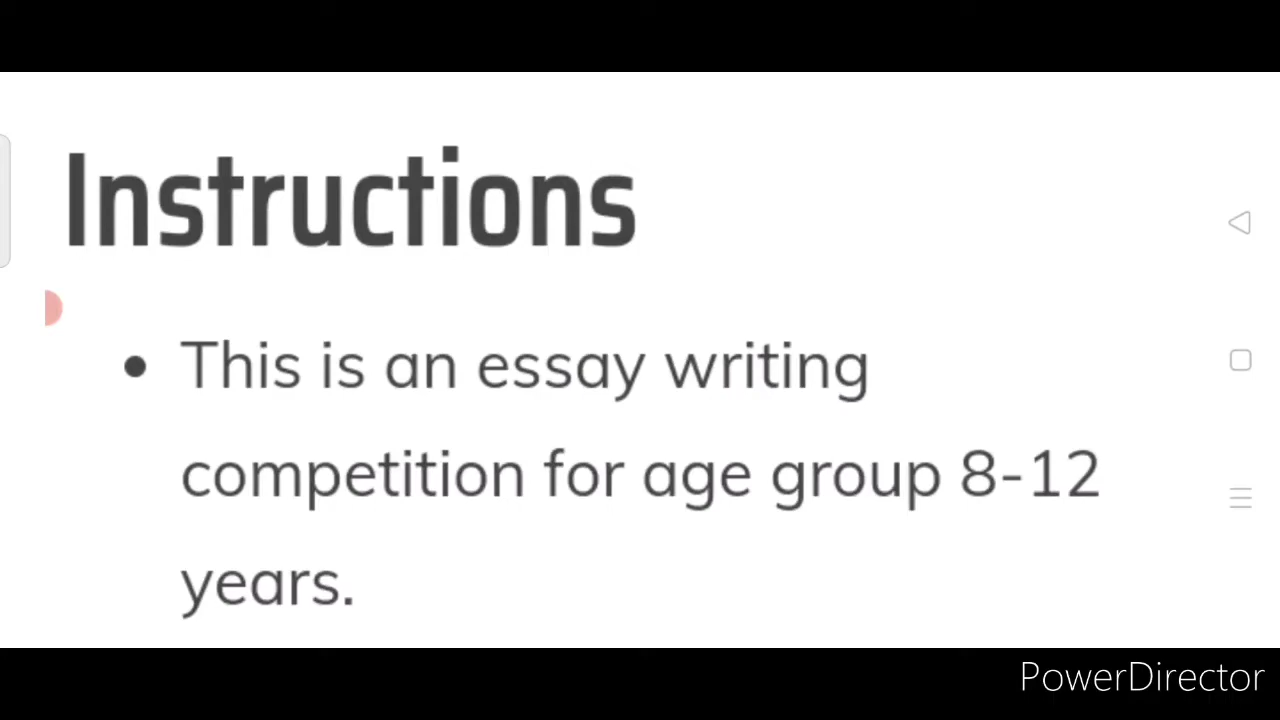 Instructions
• This is an essay writing
competition for age group 8-12
years.
PowerDirector